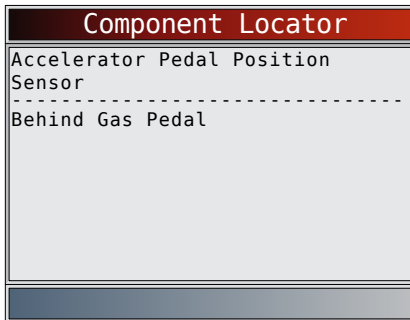 Component Locator
Accelerator Pedal Position
Sensor
--------------------------------
Behind Gas Pedal